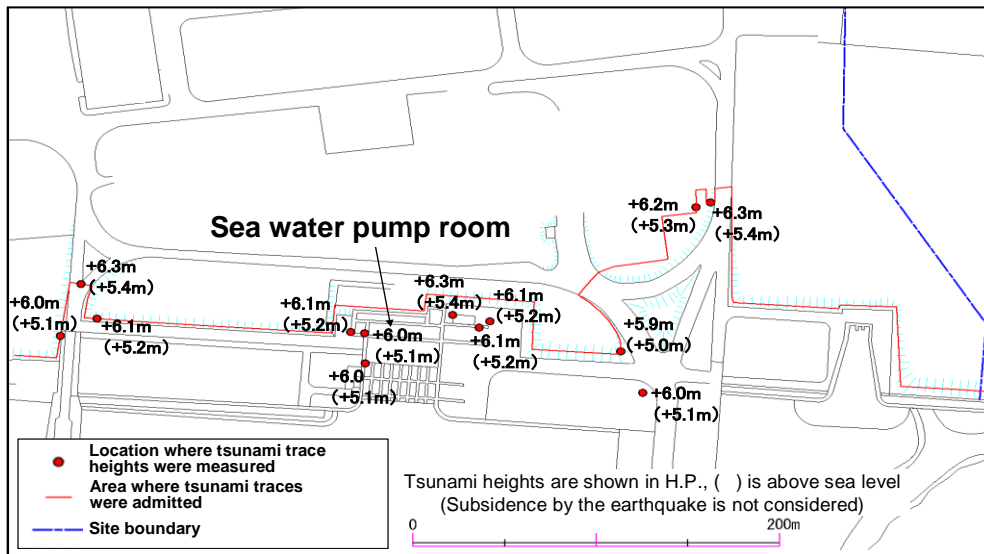 +6.2m
(+5.3m)
+6.3m
(+5.4m)
Sea water pump room
+6.3m
(+5.4m)
+6.0m
(+5.1m)
+6.1m
(+5.2m)
+6.1m
(+5.2m)
+6.0m
(+5.1m)
+6.0
(+5.1m)
+6.3m
(+5.4m)
+6.1m
(+5.2m)
+6.1m
(+5.2m)
+5.9m
(+5.0m)
+6.0m
(+5.1m)
Location where tsunami trace
heights were measured
Area where tsunami traces
were admitted
Site boundary
Tsunami heights are shown in H.P., ( ) is above sea level
(Subsidence by the earthquake is not considered)
0
200m